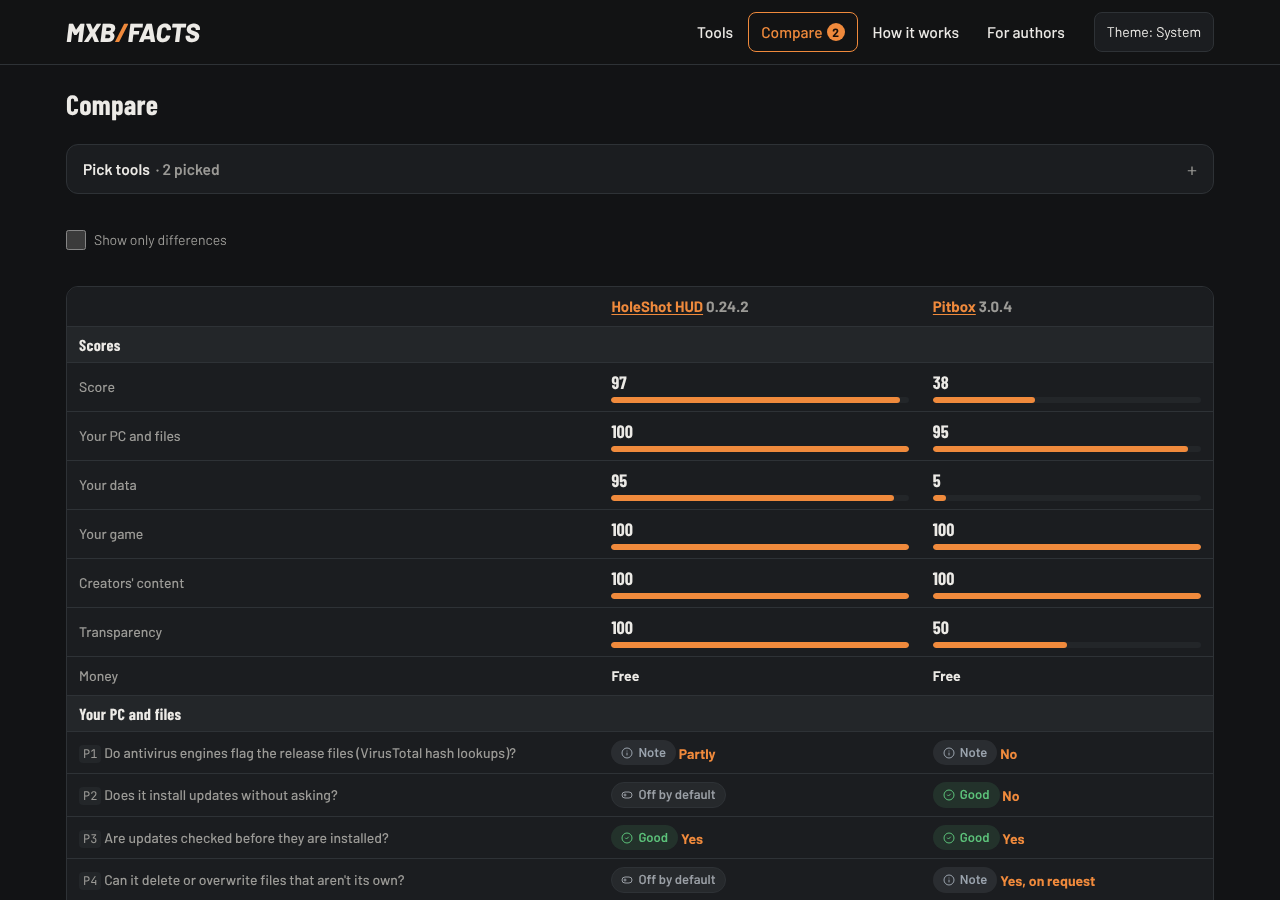 MXB/FACTS Tools Compare 2 How it works For authors Theme: System
Compare
Pick tools · 2 picked +
Show only differences
HoleShot HUD 0.24.2 Pitbox 3.0.4
Scores
Score 97 38
Your PC and files 100 95
Your data 95 5
Your game 100 100
Creators' content 100 100
Transparency 100 50
Money Free Free
Your PC and files
P1 Do antivirus engines flag the release files (VirusTotal hash lookups)? Note Partly Note No
P2 Does it install updates without asking? Off by default Good No
P3 Are updates checked before they are installed? Good Yes Good Yes
P4 Can it delete or overwrite files that aren't its own? Off by default Note Yes, on request